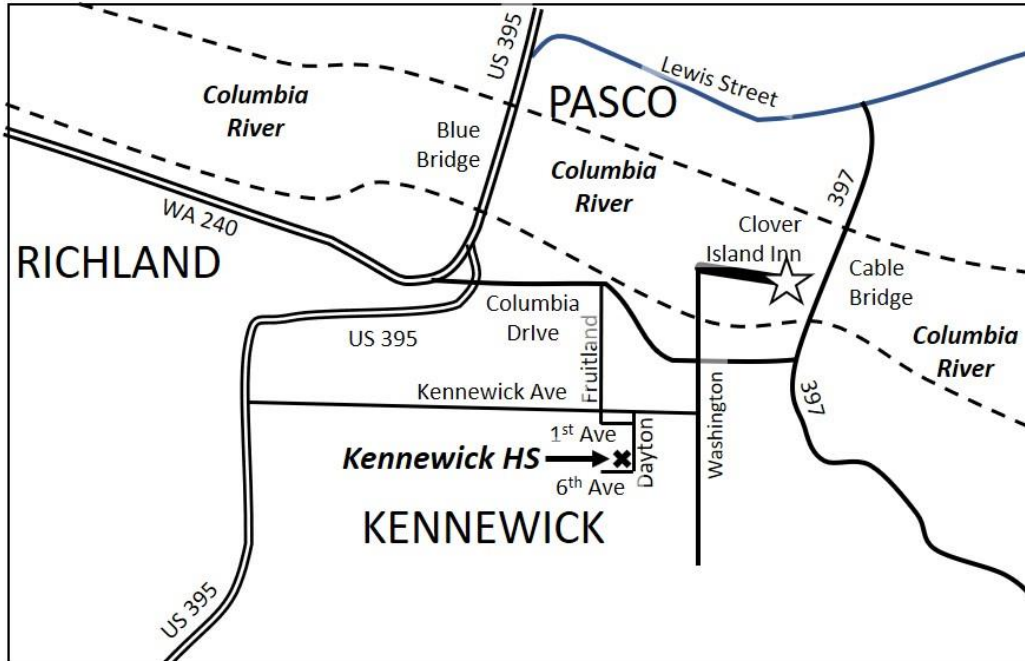 US 395
Lewis Street
PASCO
Columbia
River
Blue
Bridge
Columbia
River
397
WA 240
Clover
Island Inn
RICHLAND
Cable
Bridge
Columbia
DrIve
US 395
Fruitland
Columbia
River
Kennewick Ave
397
1st Ave
Dayton
Washington
Kennewick HS
6th Ave
KENNEWICK
US 395